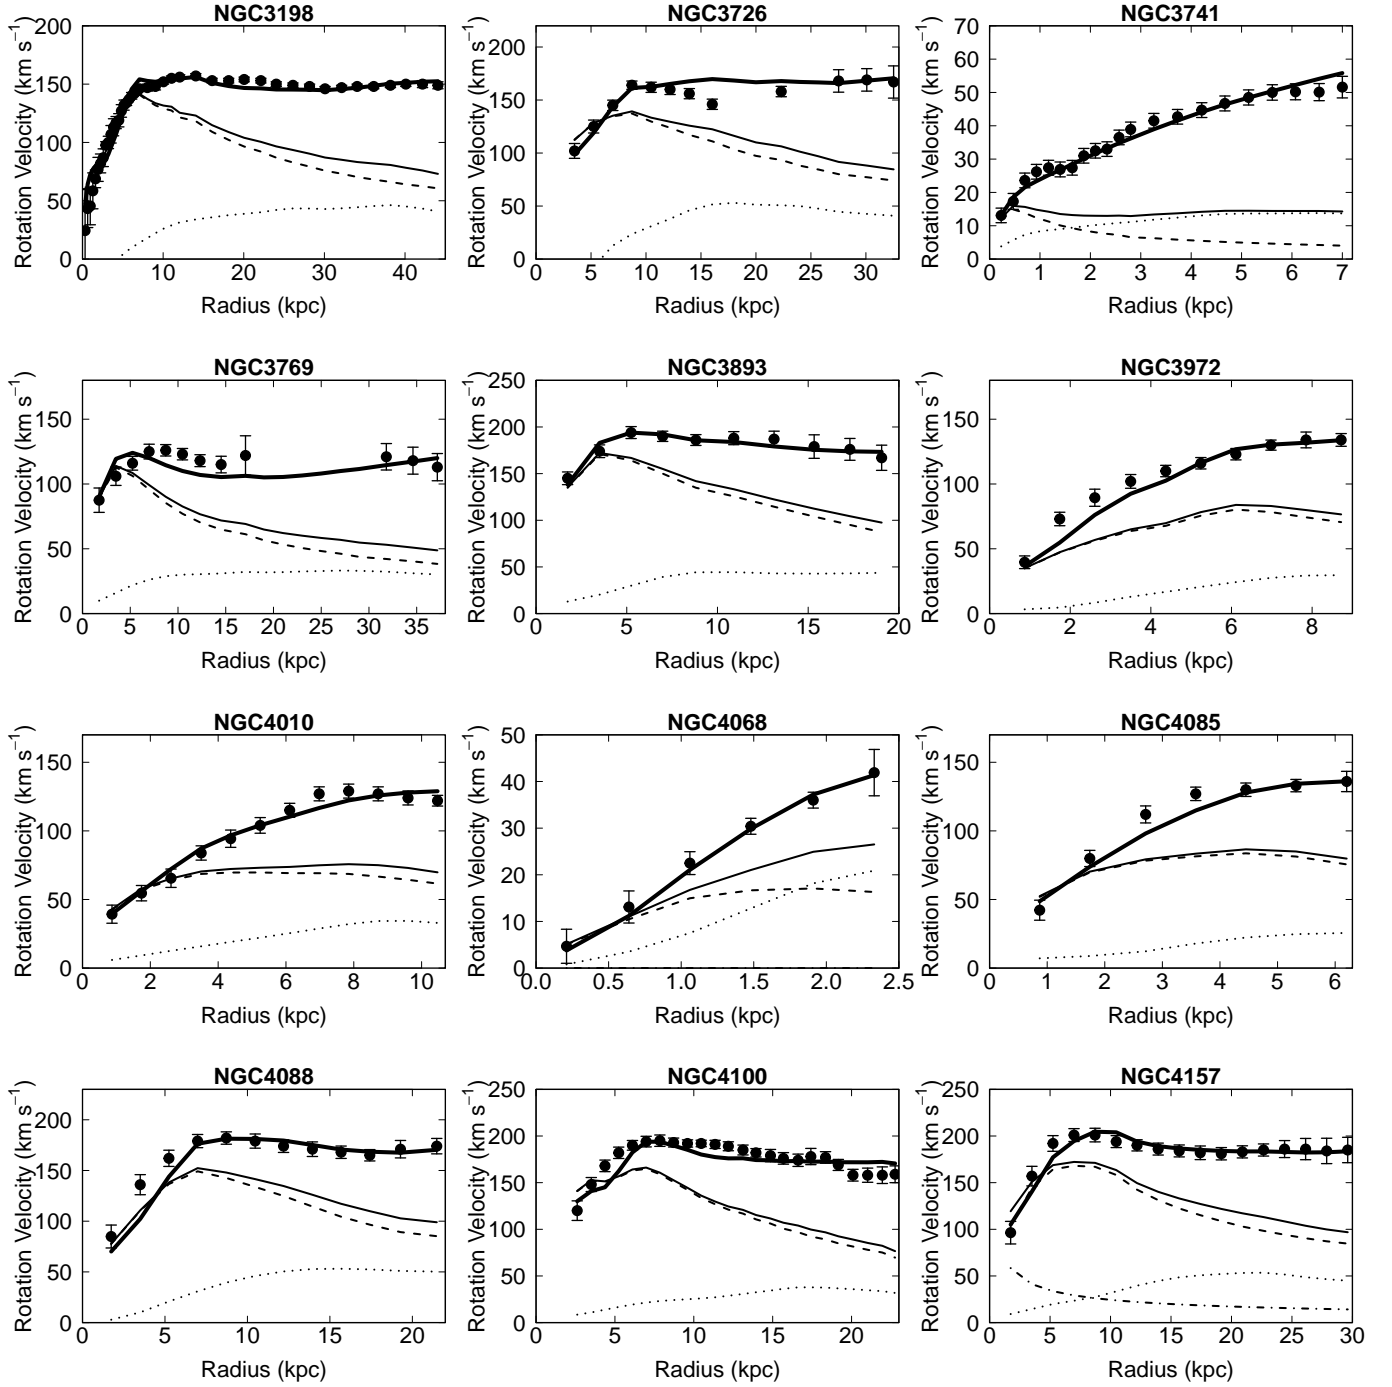 NGC3198 NGC3726 NGC3741
Rotation Velocity (km s−1) Rotation Velocity (km s−1) Rotation Velocity (km s−1)
200 200 70
150 150 60
100 100 50
50 50 40
0 0 30
20
10
0
0 10 20 30 40 0 5 10 15 20 25 30 0 1 2 3 4 5 6 7
Radius (kpc) Radius (kpc) Radius (kpc)
NGC3769 NGC3893 NGC3972
Rotation Velocity (km s−1) Rotation Velocity (km s−1) Rotation Velocity (km s−1)
150 250 150
100 200 100
50 150 50
0 100 0
50
0
0 5 10 15 20 25 30 35 0 5 10 15 20 0 2 4 6 8
Radius (kpc) Radius (kpc) Radius (kpc)
NGC4010 NGC4068 NGC4085
Rotation Velocity (km s−1) Rotation Velocity (km s−1) Rotation Velocity (km s−1)
150 50 150
100 40 100
50 30 50
0 20 0
10
0
0 2 4 6 8 10 0.0 0.5 1.0 1.5 2.0 2.5 0 1 2 3 4 5 6
Radius (kpc) Radius (kpc) Radius (kpc)
NGC4088 NGC4100 NGC4157
Rotation Velocity (km s−1) Rotation Velocity (km s−1) Rotation Velocity (km s−1)
200 250 250
150 200 200
100 150 150
50 100 100
0 50 50
0 0
0 5 10 15 20 0 5 10 15 20 0 5 10 15 20 25 30
Radius (kpc) Radius (kpc) Radius (kpc)